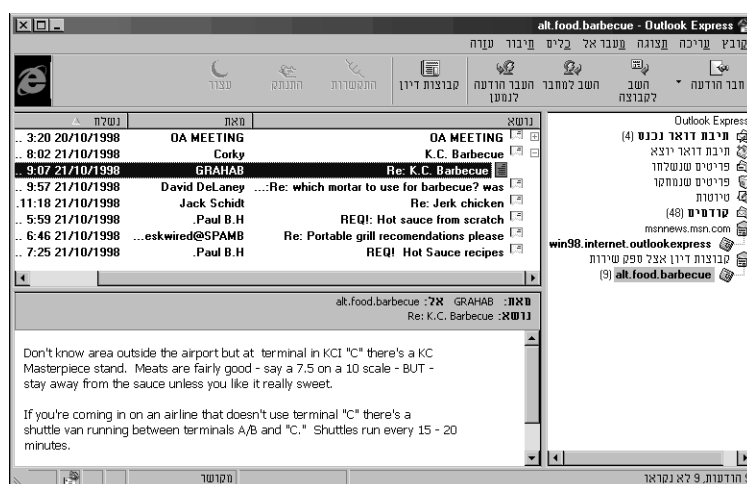 alt.food.barbecue - Outlook Express
קובץ עריכה תצוגה מעבר אל כלים חיבור עזרה
חבר הודעה
השב לקבוצה
השב למחבר
העבר הודעה לנמען
קבוצות דיון
התקשרות
התנתק
עצור
נושא מאת נשלח
OA MEETING OA MEETING 3:20 20/10/1998 ..
K.C. Barbecue Corky 8:02 21/10/1998 ..
Re: K.C. Barbecue GRAHAB 9:07 21/10/1998 ..
...:Re: which mortar to use for barbecue? was David DeLaney 9:57 21/10/1998 ..
Re: Jerk chicken Jack Schidt 11:18 21/10/1998 ..
REQ!: Hot sauce from scratch .Paul B.H 5:59 21/10/1998 ..
Re: Portable grill recomendations please ...eskwired@SPAMB 6:46 21/10/1998 ..
REQ! Hot Sauce recipes .Paul B.H 7:25 21/10/1998 ..
Outlook Express
תיבת דואר נכנס (4)
תיבת דואר יוצא
פריטים שנשלחו
פריטים שנמחקו
טיוטות
קודמים (48)
msnnews.msn.com
win98.internet.outlookexpress
קבוצות דיון אצל ספק שירות
alt.food.barbecue (9)
מאת: GRAHAB אל: alt.food.barbecue
נושא: Re: K.C. Barbecue
Don't know area outside the airport but at terminal in KCI "C" there's a KC
Masterpiece stand. Meats are fairly good - say a 7.5 on a 10 scale - BUT -
stay away from the sauce unless you like it really sweet.
If you're coming in on an airline that doesn't use terminal "C" there's a
shuttle van running between terminals A/B and "C." Shuttles run every 15 - 20
minutes.
הודעות, 9 לא נקראו
מקושר